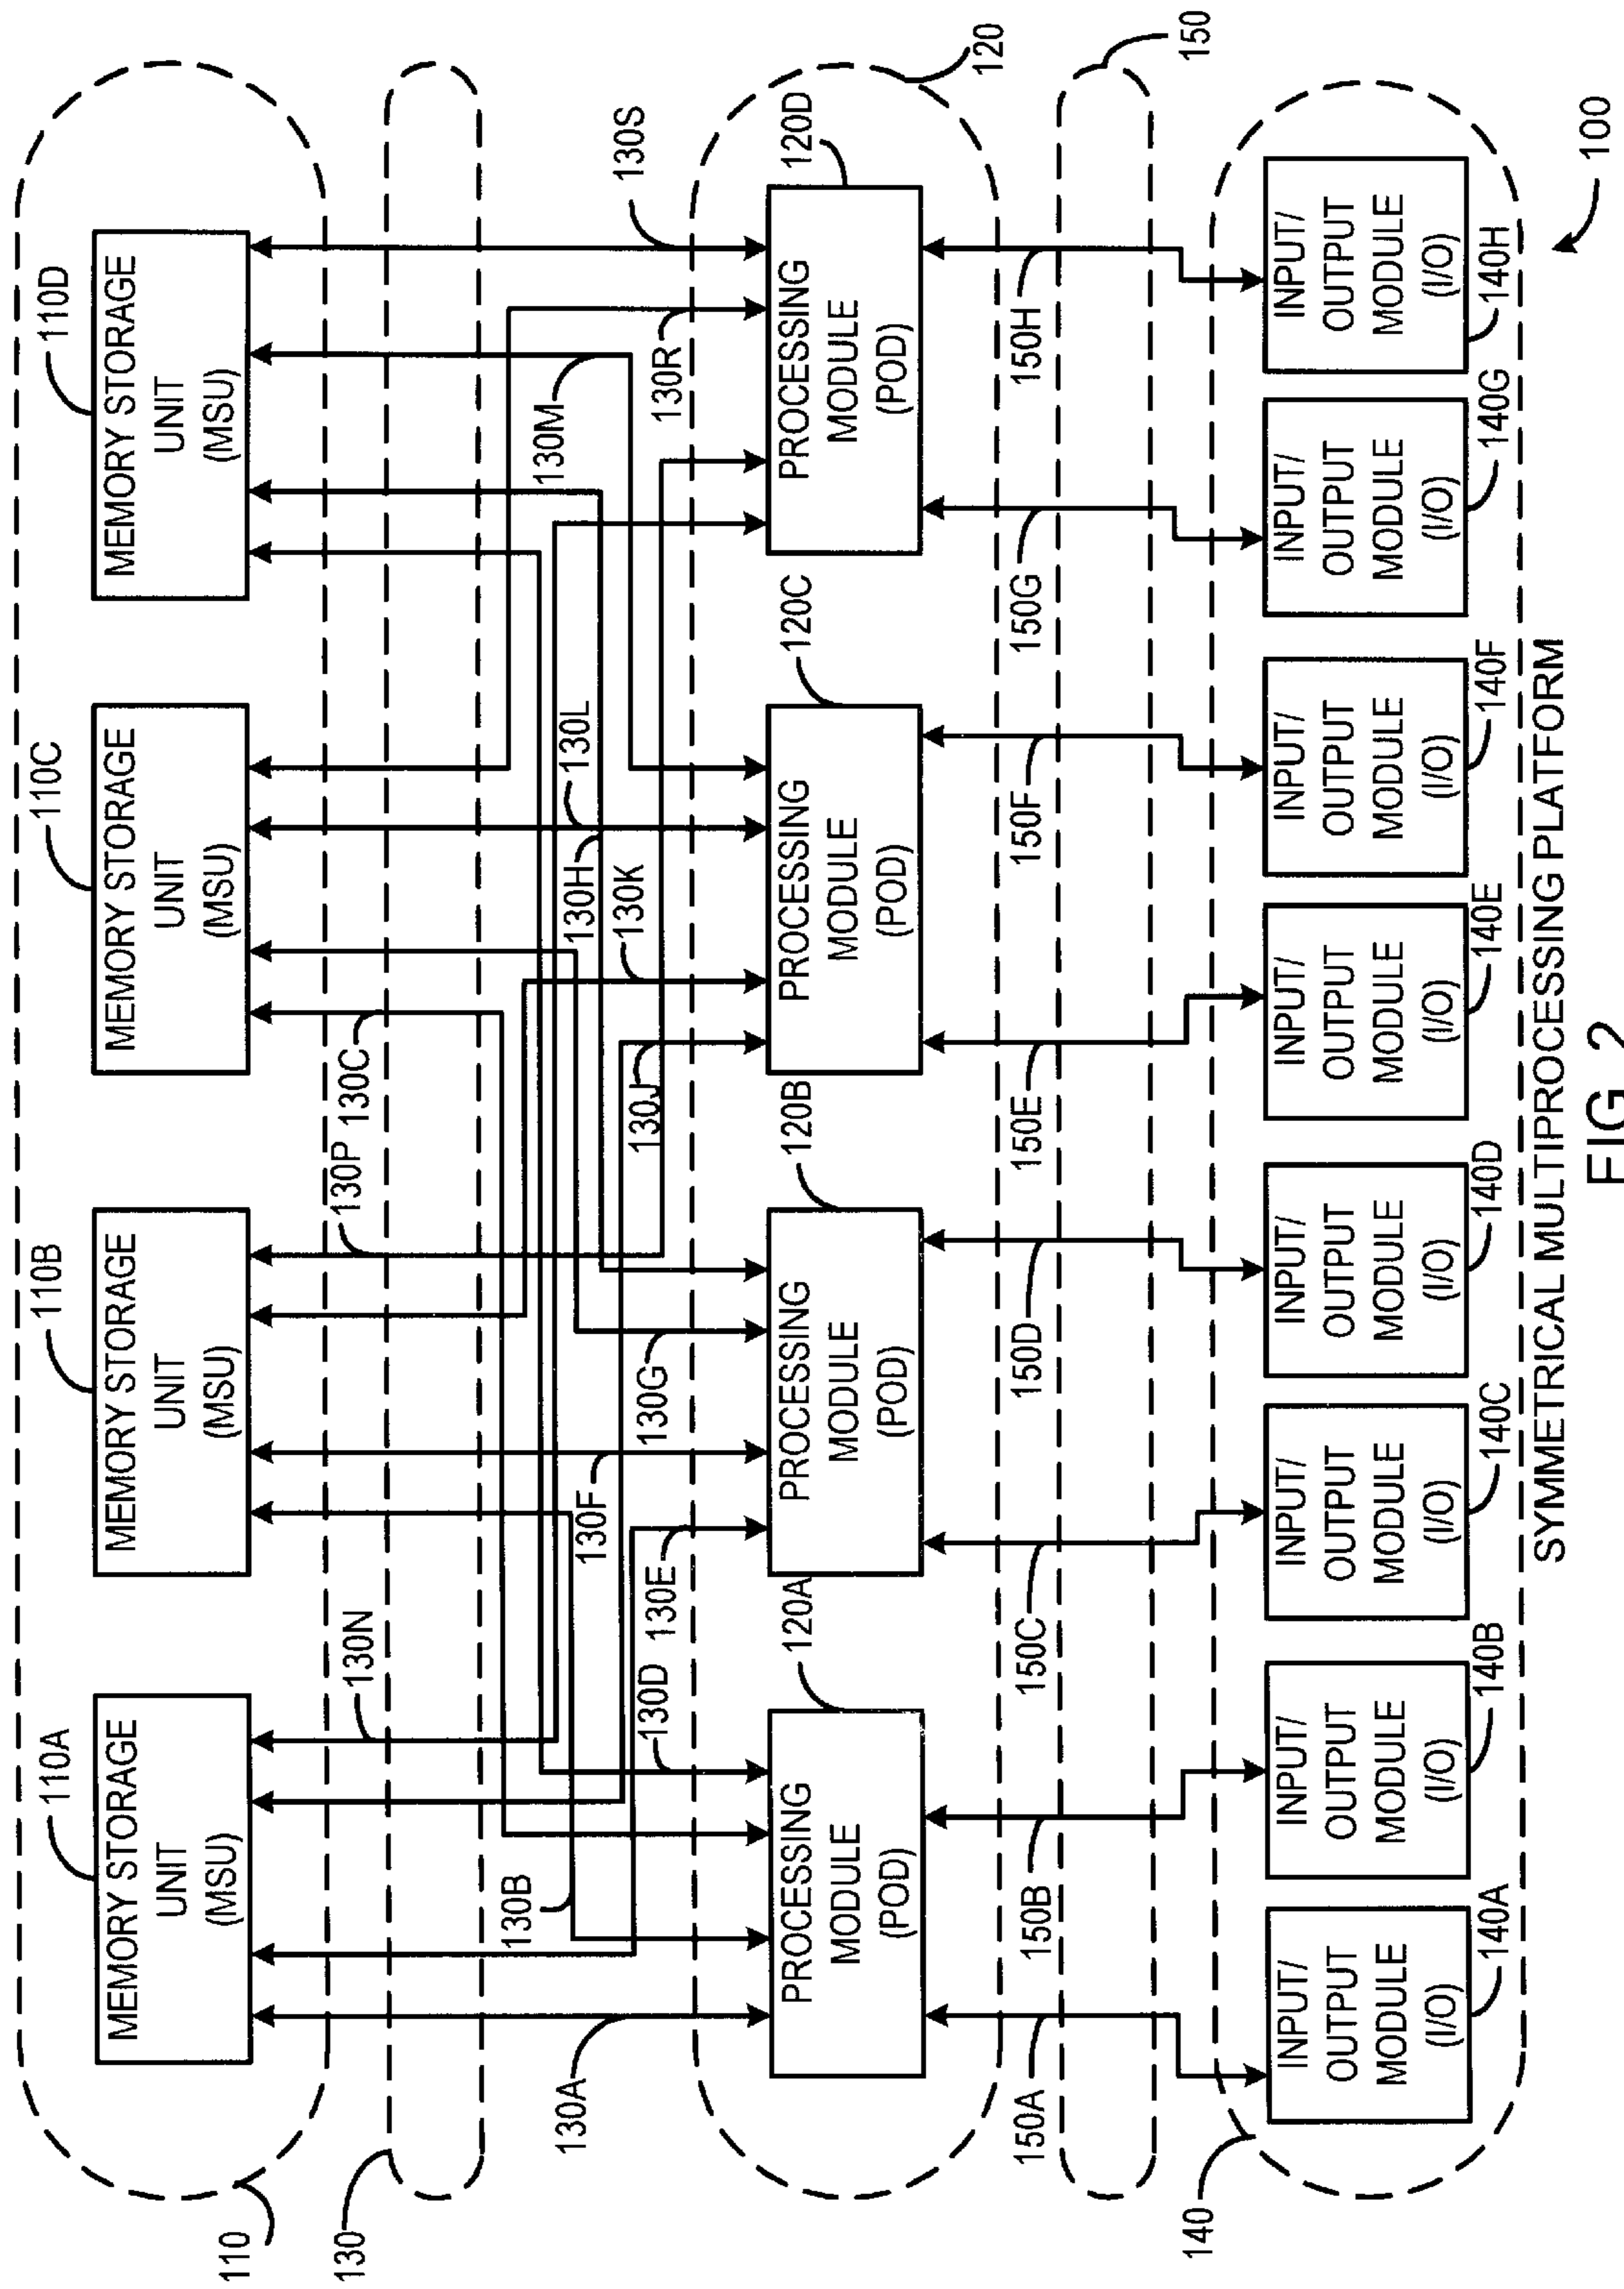 110
110A
110B
110C
110D
MEMORY STORAGE
UNIT
(MSU)
MEMORY STORAGE
UNIT
(MSU)
MEMORY STORAGE
UNIT
(MSU)
MEMORY STORAGE
UNIT
(MSU)
130
130N
130P
130C
130A
130B
130D
130E
130F
130G
130J
130H
130K
130L
130M
130R
130S
120
120A
120B
120C
120D
PROCESSING
MODULE
(POD)
PROCESSING
MODULE
(POD)
PROCESSING
MODULE
(POD)
PROCESSING
MODULE
(POD)
150A
150B
150C
150D
150E
150F
150G
150H
150
140
INPUT/
OUTPUT
MODULE
(I/O)
140A
INPUT/
OUTPUT
MODULE
(I/O)
140B
INPUT/
OUTPUT
MODULE
(I/O)
140C
INPUT/
OUTPUT
MODULE
(I/O)
140D
INPUT/
OUTPUT
MODULE
(I/O)
140E
INPUT/
OUTPUT
MODULE
(I/O)
140F
INPUT/
OUTPUT
MODULE
(I/O)
140G
INPUT/
OUTPUT
MODULE
(I/O)
140H
100
SYMMETRICAL MULTIPROCESSING PLATFORM
FIG. 2